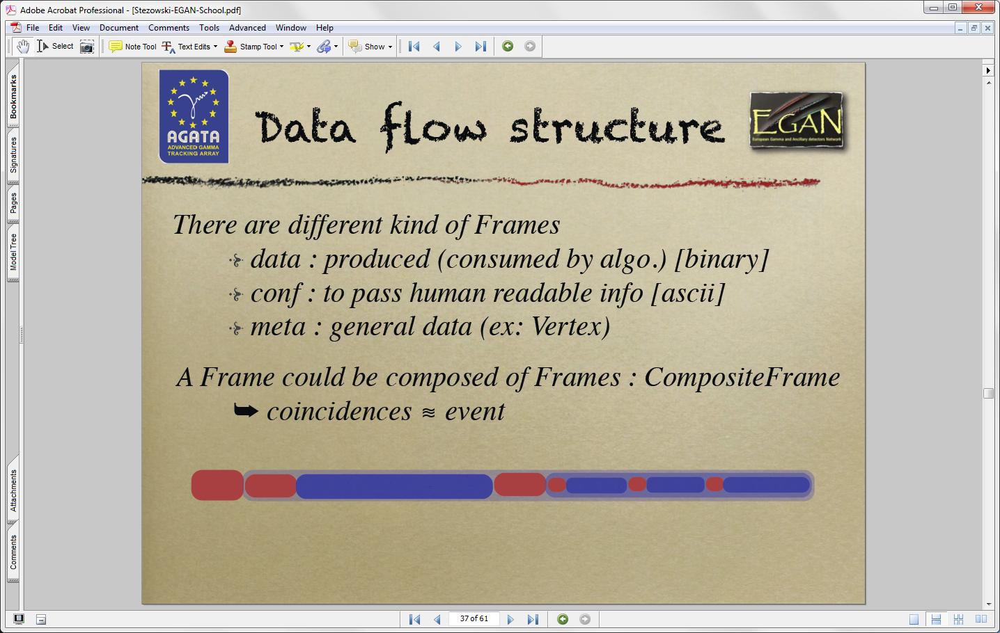 Adobe Acrobat Professional - [Stezowski-EGAN-School.pdf]
File Edit View Document Comments Tools Advanced Window Help
Select Note Tool Text Edits Stamp Tool Show
Bookmarks
Signatures
Pages
Model Tree
Attachments
Comments
AGATA
ADVANCED GAMMA
TRACKING ARRAY
Data flow structure
EGAN
European Gamma and Ancillary detectors Network
There are different kind of Frames
data : produced (consumed by algo.) [binary]
conf : to pass human readable info [ascii]
meta : general data (ex: Vertex)
A Frame could be composed of Frames : CompositeFrame
➥ coincidences ≋ event
37 of 61